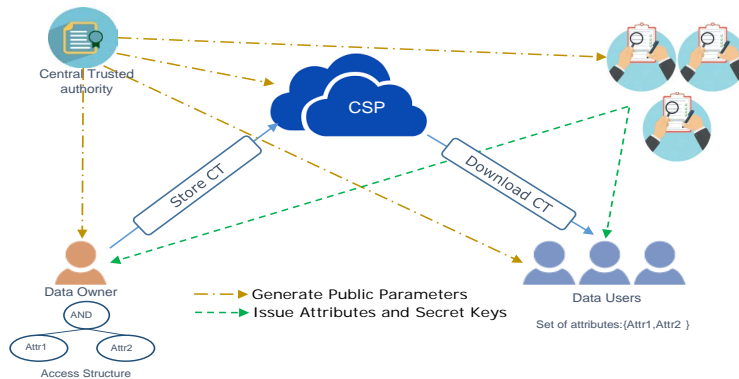 Central Trusted
authority
CSP
Store CT
Download CT
Data Owner
AND
Attr1
Attr2
Access Structure
Generate Public Parameters
Issue Attributes and Secret Keys
Data Users
Set of attributes:{Attr1,Attr2 }